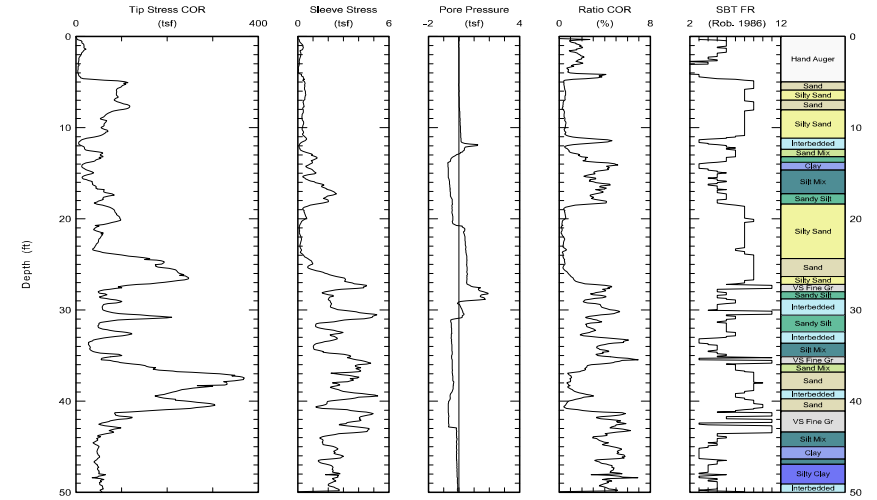 Tip Stress COR
Sleeve Stress
Pore Pressure
Ratio COR
SBT FR
0 (tsf) 400
0 (tsf) 6
-2 (tsf) 4
0 (%) 8
2 (Rob. 1986) 12
Depth (ft)
0
10
20
30
40
50
Hand Auger
Sand
Silty Sand
Sand
Silty Sand
Interbedded
Sand Mix
Clay
Silt Mix
Sandy Silt
Silty Sand
Sand
Silty Sand
VS Fine Gr
Sandy Silt
Interbedded
Sandy Silt
Interbedded
Silt Mix
VS Fine Gr
Sand Mix
Sand
Interbedded
Sand
VS Fine Gr
Silt Mix
Clay
Silty Clay
Interbedded
0
10
20
30
40
50